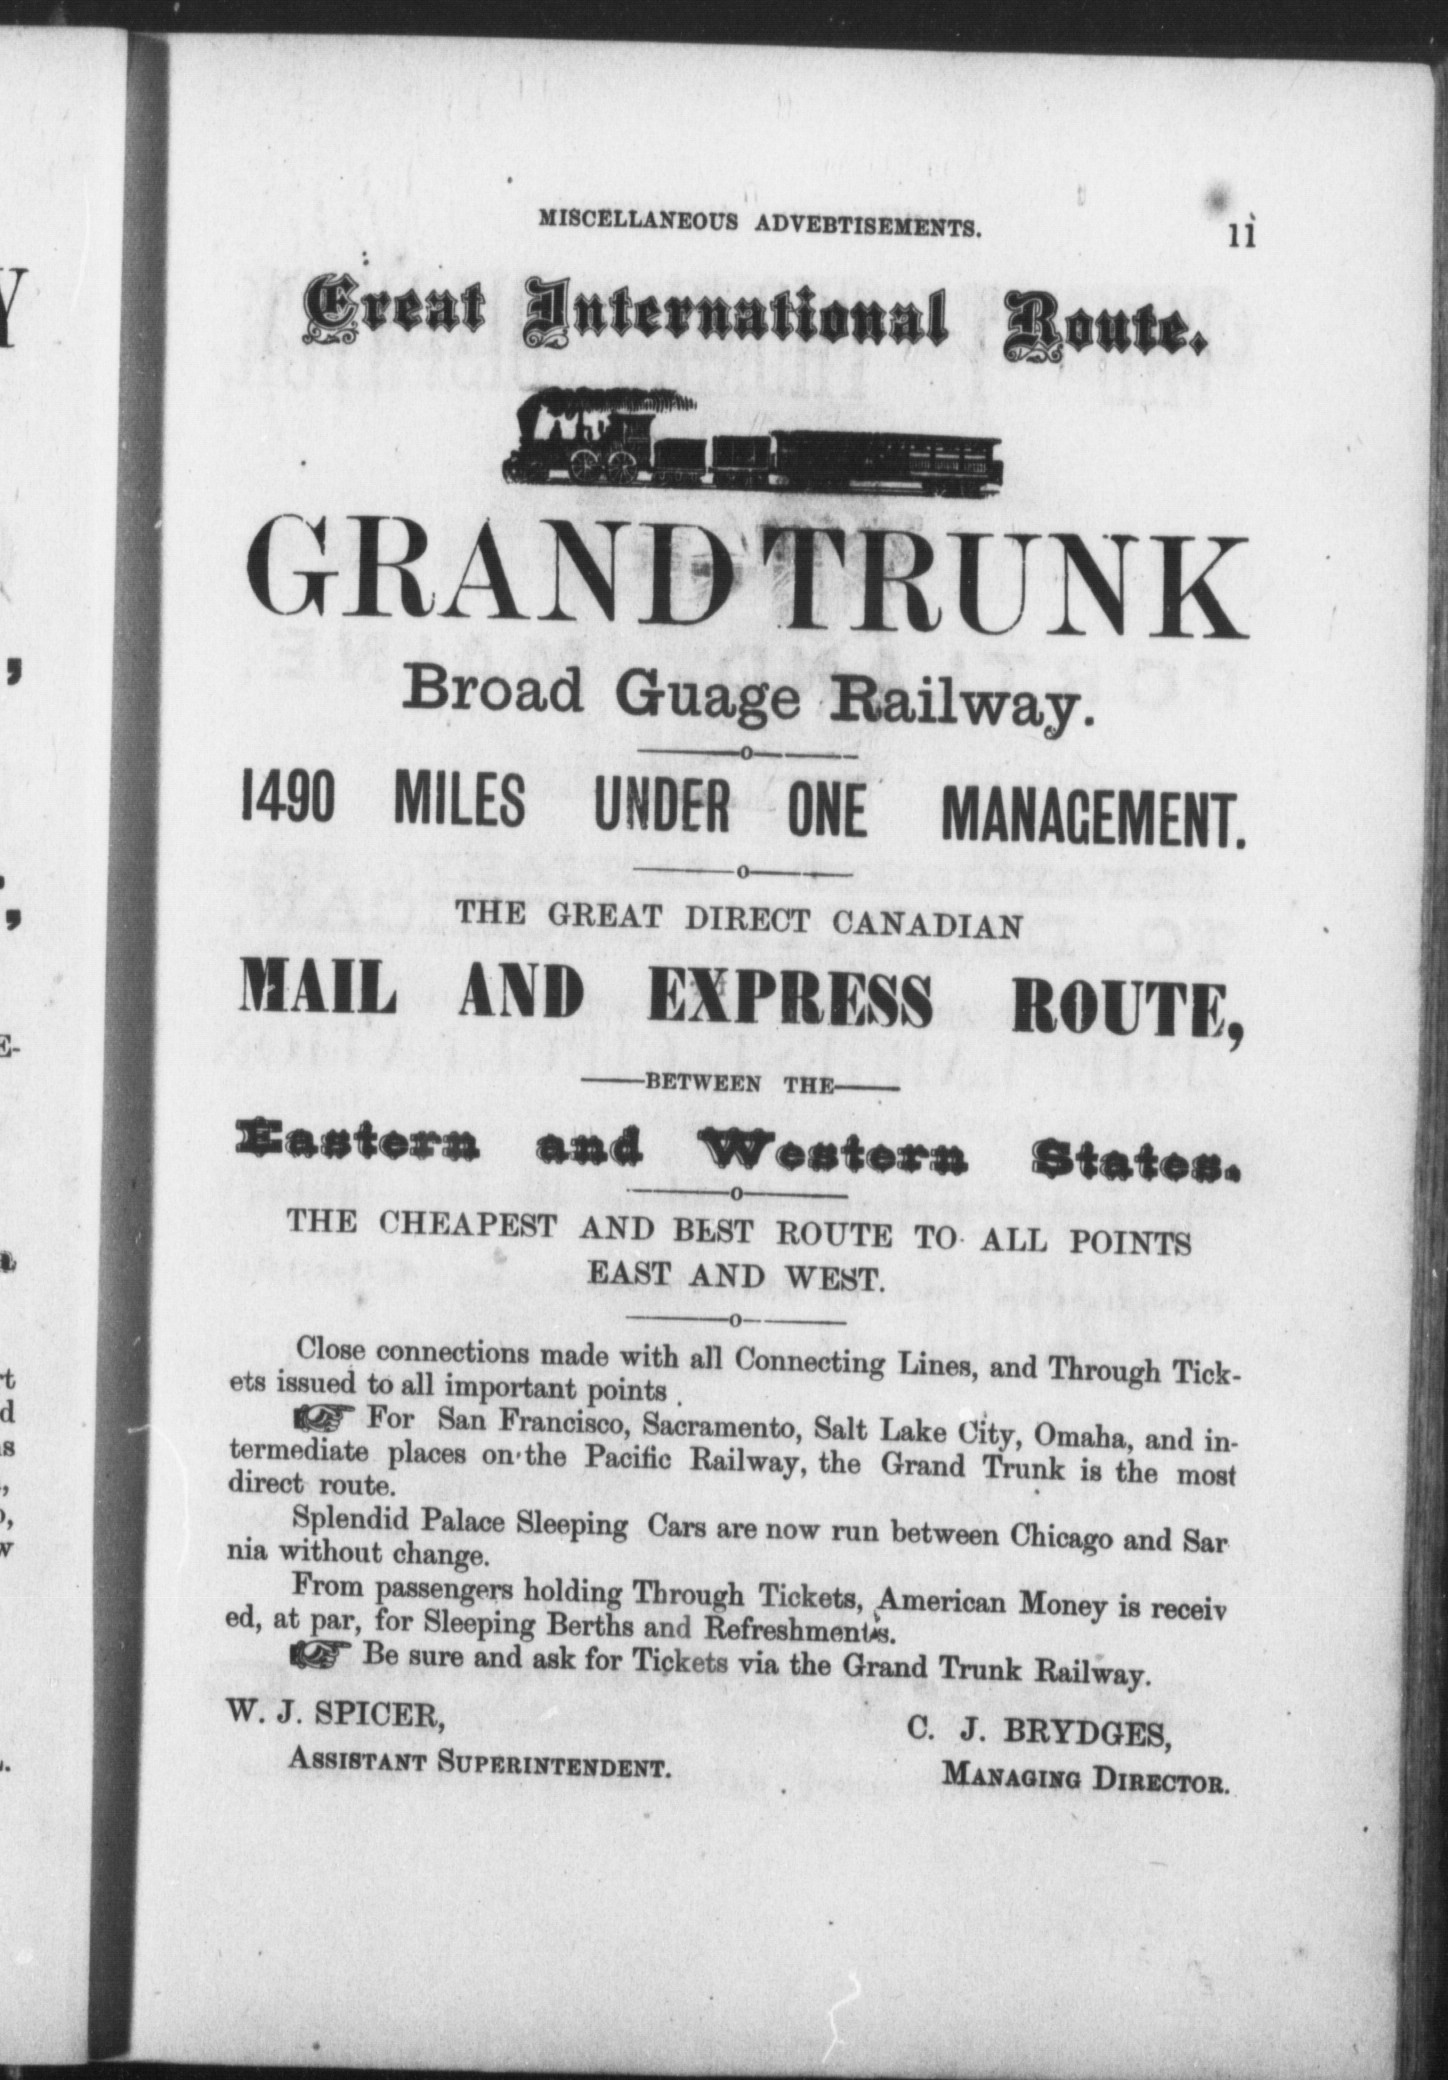 MISCELLANEOUS ADVEBTISEMENTS.
ii
Great International Route.
GRAND TRUNK
Broad Guage Railway.
1490 MILES UNDER ONE MANAGEMENT.
THE GREAT DIRECT CANADIAN
MAIL AND EXPRESS ROUTE,
BETWEEN THE
Eastern and Western States.
THE CHEAPEST AND BEST ROUTE TO ALL POINTS
EAST AND WEST.
Close connections made with all Connecting Lines, and Through Tick-
ets issued to all important points .
☞ For San Francisco, Sacramento, Salt Lake City, Omaha, and in-
termediate places on the Pacific Railway, the Grand Trunk is the most
direct route.
Splendid Palace Sleeping Cars are now run between Chicago and Sar
nia without change.
From passengers holding Through Tickets, American Money is receiv
ed, at par, for Sleeping Berths and Refreshments.
☞ Be sure and ask for Tickets via the Grand Trunk Railway.
W. J. SPICER,
ASSISTANT SUPERINTENDENT.
C. J. BRYDGES,
MANAGING DIRECTOR.